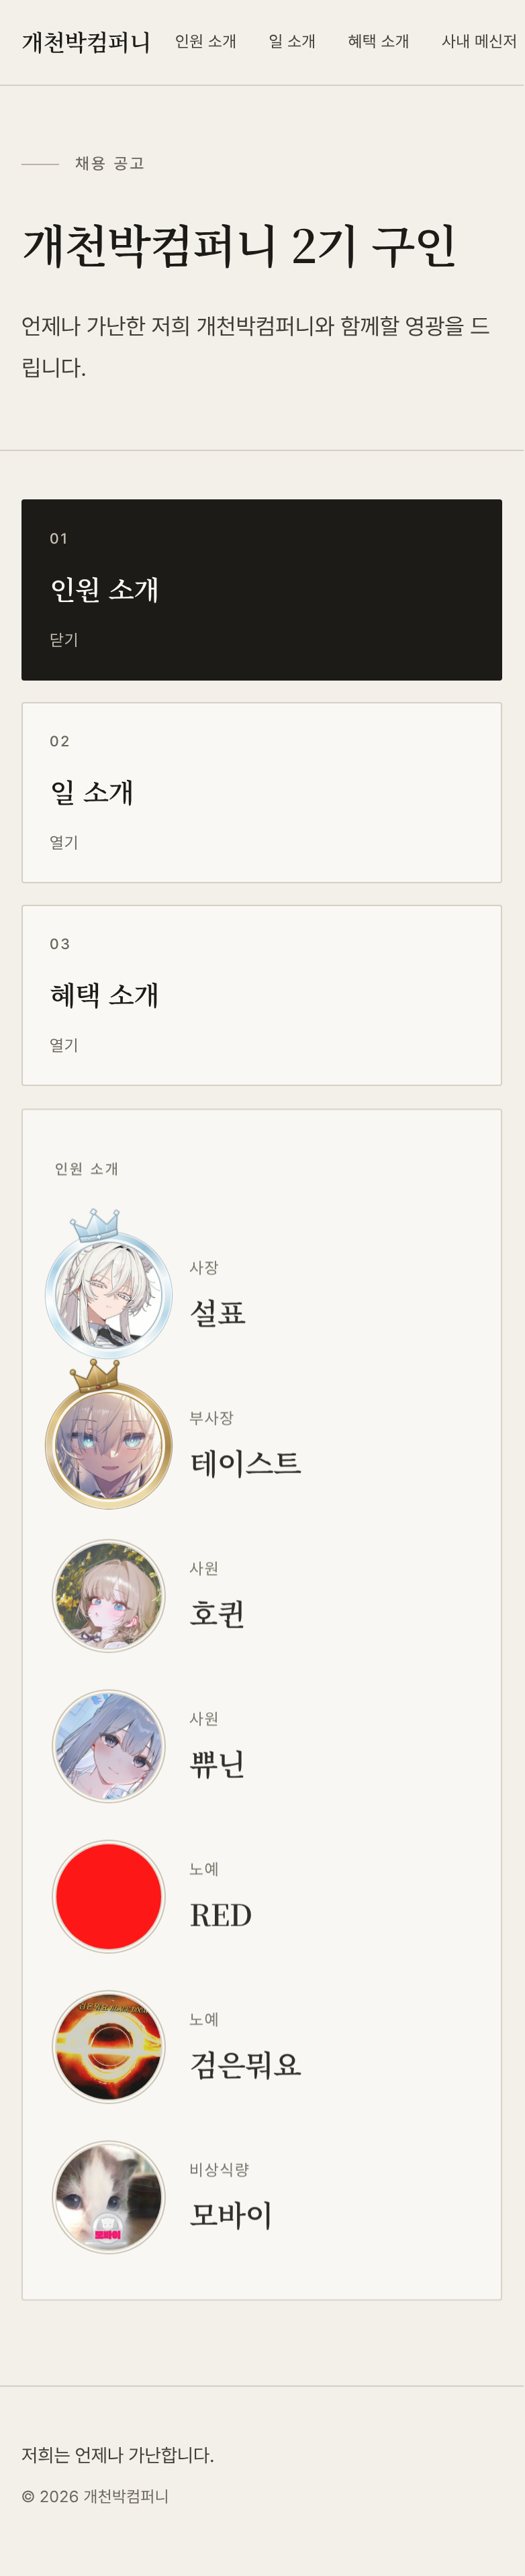 개천박컴퍼니 인원 소개 일 소개 혜택 소개 사내 메신저
채용 공고
개천박컴퍼니 2기 구인
언제나 가난한 저희 개천박컴퍼니와 함께할 영광을 드
립니다.
01
인원 소개
닫기
02
일 소개
열기
03
혜택 소개
열기
인원 소개
사장
설표
부사장
테이스트
사원
호퀸
사원
쀼닌
노예
RED
노예
검은뭐요
비상식량
모바이
모바이
저희는 언제나 가난합니다.
© 2026 개천박컴퍼니